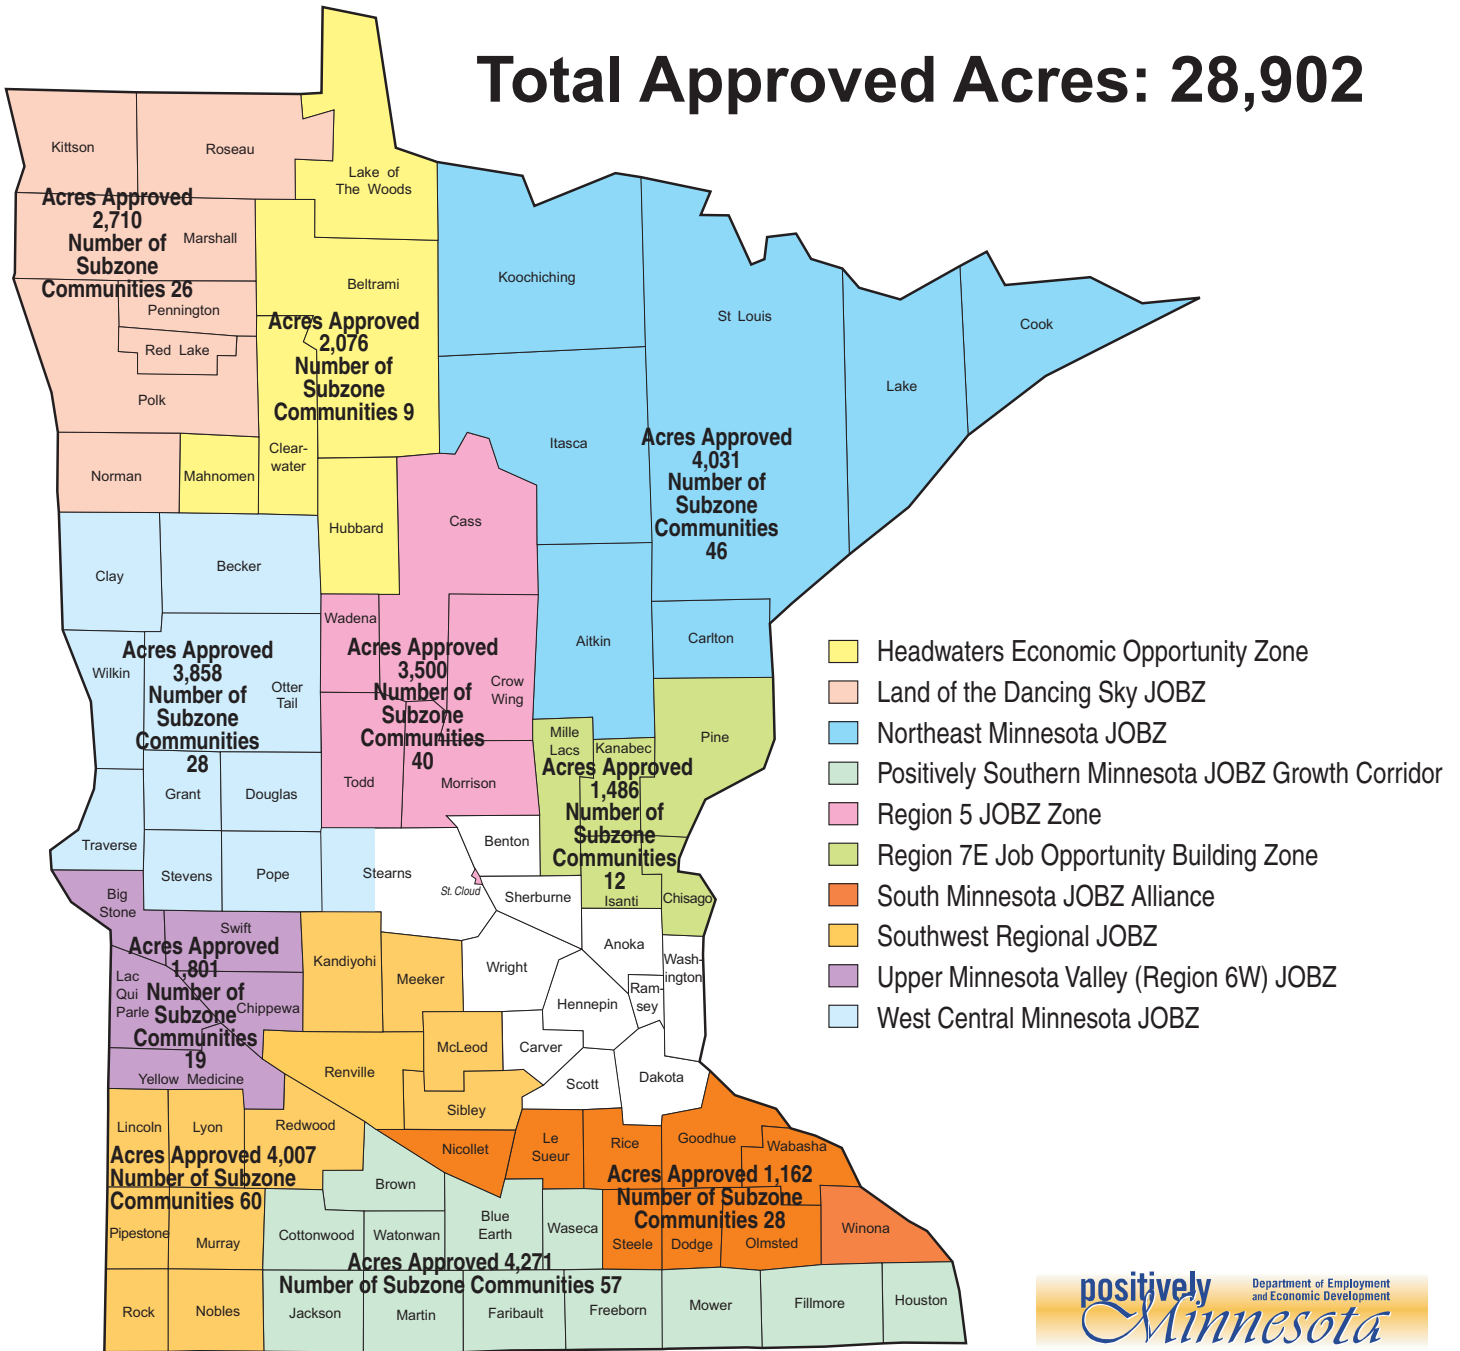 Total Approved Acres: 28,902
Kittson
Roseau
Lake of
The Woods
Acres Approved
2,710
Number of
Subzone
Communities 26
Marshall
Pennington
Red Lake
Polk
Norman
Mahnomen
Beltrami
Acres Approved
2,076
Number of
Subzone
Communities 9
Clear-
water
Hubbard
Koochiching
St Louis
Lake
Cook
Itasca
Acres Approved
4,031
Number of
Subzone
Communities
46
Aitkin
Carlton
Cass
Wadena
Acres Approved
3,500
Number of
Subzone
Communities
40
Crow
Wing
Todd
Morrison
Clay
Becker
Wilkin
Otter
Tail
Acres Approved
3,858
Number of
Subzone
Communities
28
Grant
Douglas
Traverse
Stevens
Pope
Stearns
St. Cloud
Benton
Sherburne
Mille
Lacs
Kanabec
Pine
Acres Approved
1,486
Number of
Subzone
Communities
12
Isanti
Chisago
Anoka
Wash-
ington
Ram-
sey
Hennepin
Wright
Carver
Scott
Dakota
Big
Stone
Swift
Acres Approved
1,801
Number of
Subzone
Communities
19
Lac
Qui
Parle
Chippewa
Yellow Medicine
Kandiyohi
Meeker
McLeod
Renville
Sibley
Lincoln
Lyon
Redwood
Acres Approved 4,007
Number of Subzone
Communities 60
Pipestone
Murray
Rock
Nobles
Nicollet
Le
Sueur
Rice
Goodhue
Wabasha
Acres Approved 1,162
Number of Subzone
Communities 28
Steele
Dodge
Olmsted
Winona
Brown
Cottonwood
Watonwan
Blue
Earth
Waseca
Acres Approved 4,271
Number of Subzone Communities 57
Jackson
Martin
Faribault
Freeborn
Mower
Fillmore
Houston
Headwaters Economic Opportunity Zone
Land of the Dancing Sky JOBZ
Northeast Minnesota JOBZ
Positively Southern Minnesota JOBZ Growth Corridor
Region 5 JOBZ Zone
Region 7E Job Opportunity Building Zone
South Minnesota JOBZ Alliance
Southwest Regional JOBZ
Upper Minnesota Valley (Region 6W) JOBZ
West Central Minnesota JOBZ
positively
Minnesota
Department of Employment
and Economic Development